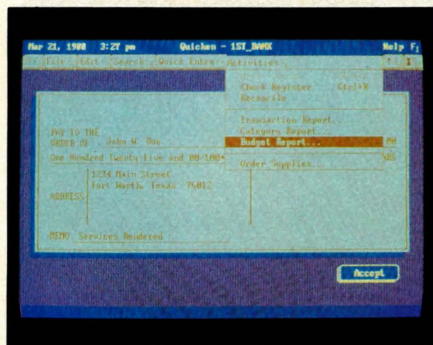 Mar 21, 1988 3:27 pm Quicken - 1ST_BANK Help F1
File Edit Search Quick Entry Activities
Check Register Ctrl+R
Reconcile
Transaction Report...
Category Report...
Budget Report...
Order Supplies...
PAY TO THE
ORDER OF John W. Doe
One Hundred Twenty Five and 00/100*
1234 Main Street
Fort Worth, Texas 76012
ADDRESS
MEMO: Services Rendered
Accept